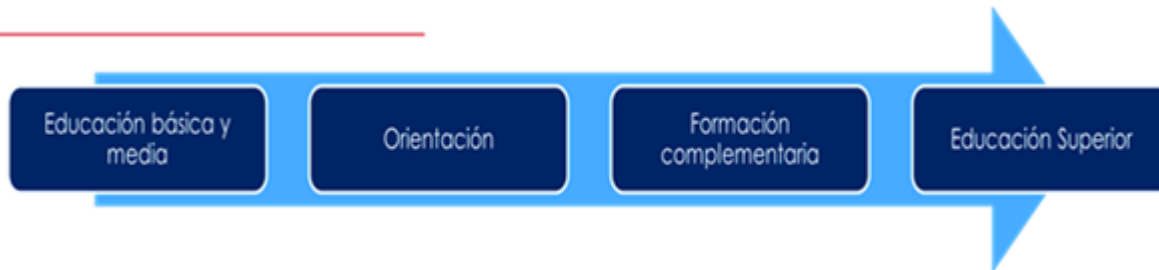 Educación básica y
media
Orientación
Formación
complementaria
Educación Superior